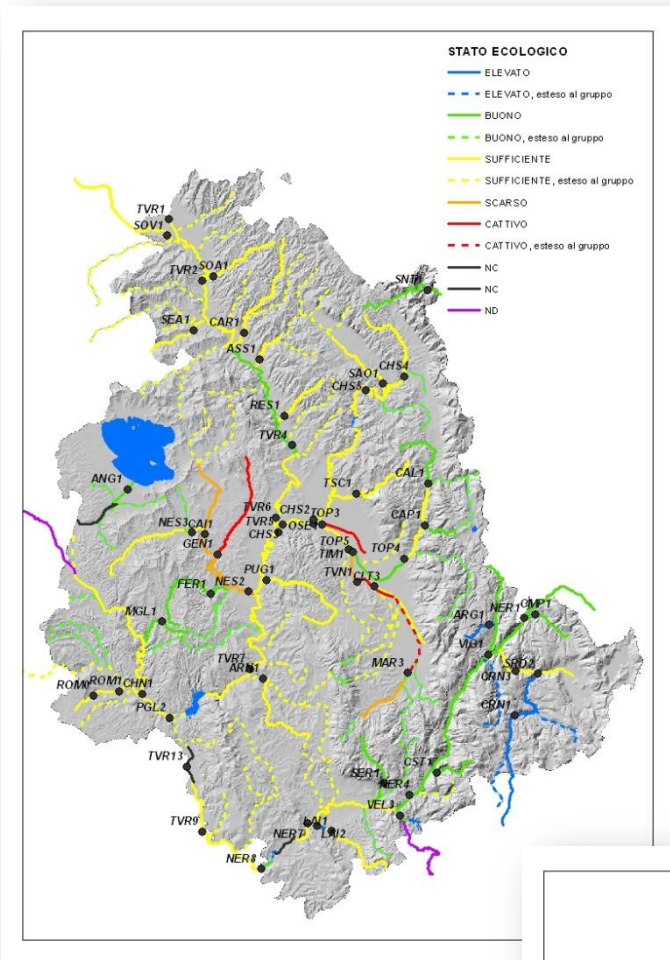 STATO ECOLOGICO
ELEVATO
ELEVATO, esteso al gruppo
BUONO
BUONO, esteso al gruppo
SUFFICIENTE
SUFFICIENTE, esteso al gruppo
SCARSO
CATTIVO
CATTIVO, esteso al gruppo
NC
NC
ND
TVR1
SOV1
TVR2 SOA1
SEA1 CAR1
ASS1
SAO1 CHS4
CHS5
RES1
TVR4
ANG1
TSC1 CAL1
TVR6 CHS2 TOP3
NES3 CAI1 CAP1
GEN1 CHS3
TOP5 TOP4
TIM1
TVN1 CLT3
FER1 NES2 PUG1
MGL1 ARG1 NER1 CMP1
VIG1
TVR7 MAR3 SRD2
CRN3
ROM1 CHN1 CRN1
PGL2
TVR13 SER1 CST1
NER4
VEL3
TVR9 NER7 LAI1
LAI2
NER8